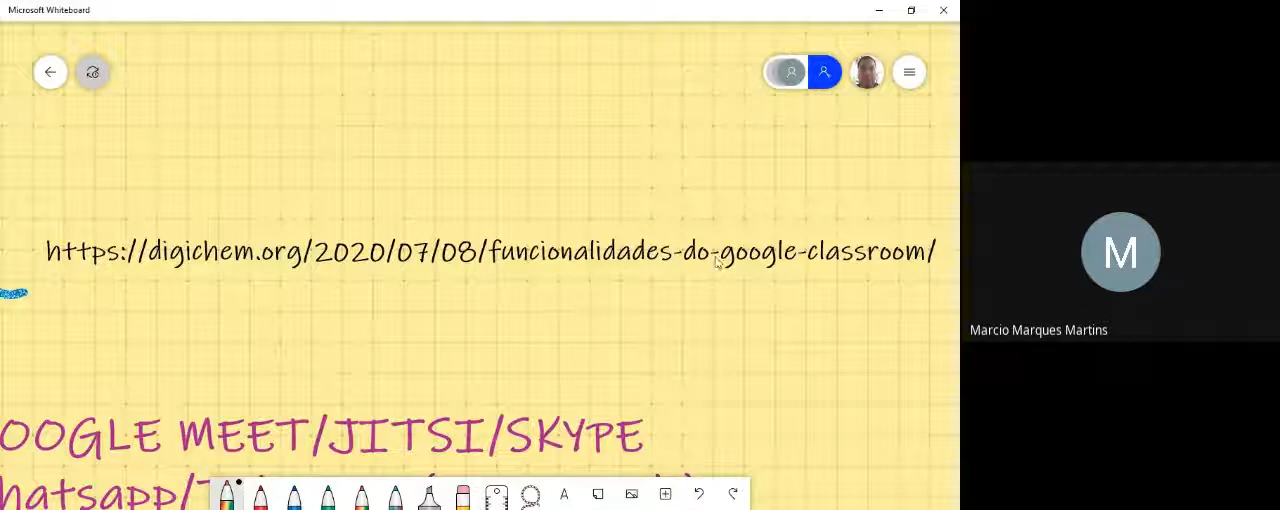 Microsoft Whiteboard
https://digichem.org/2020/07/08/funcionalidades-do-google-classroom/
M
Marcio Marques Martins
OOGLE MEET/JITSI/SKYPE
hatsapp/T